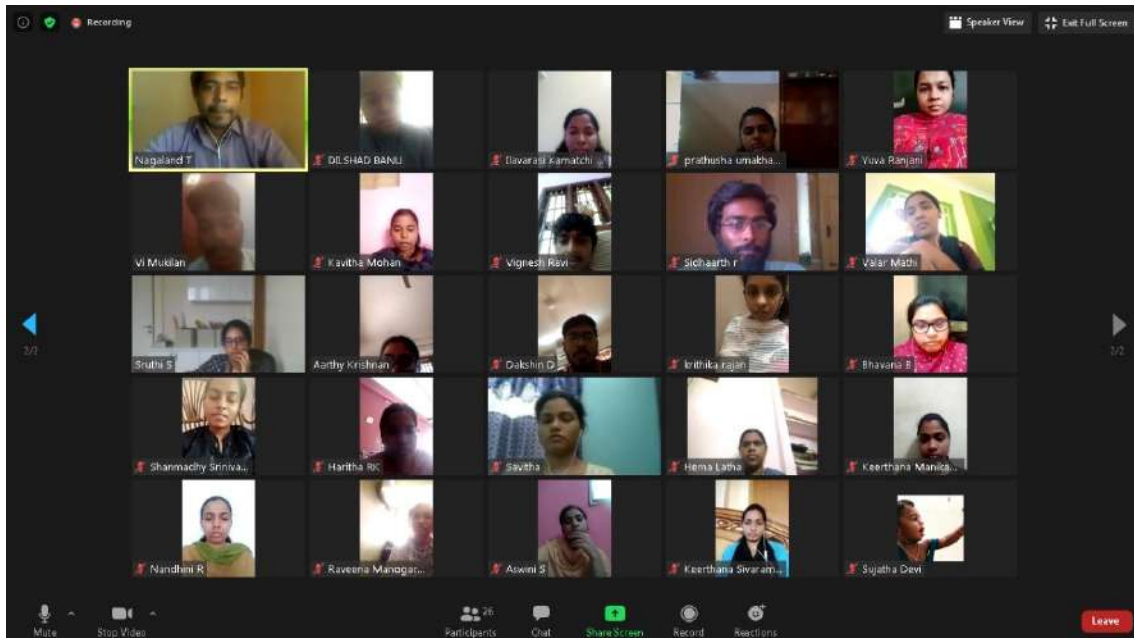 Recording
Speaker View
Exit Full Screen
Nagaland T
DILSHAD BANU
Ilavarasi Kamatchi
prathusha umakha...
Yuva Ranjani
Vi Mukilan
Kavitha Mohan
Vignesh Ravi
Sidhaarth r
Valar Mathi
2/2
2/2
Sruthi S
Aarthy Krishnan
Dakshin D
krithika rajan
Bhavana B
Shanmadhy Sriniva...
Haritha RK
Savitha
Hema Latha
Keerthana Manika...
Nandhini R
Raveena Manogar...
Aswini S
Keerthana Sivaram...
Sujatha Devi
Mute
Stop Video
26
Participants
Chat
Share Screen
Record
Reactions
Leave